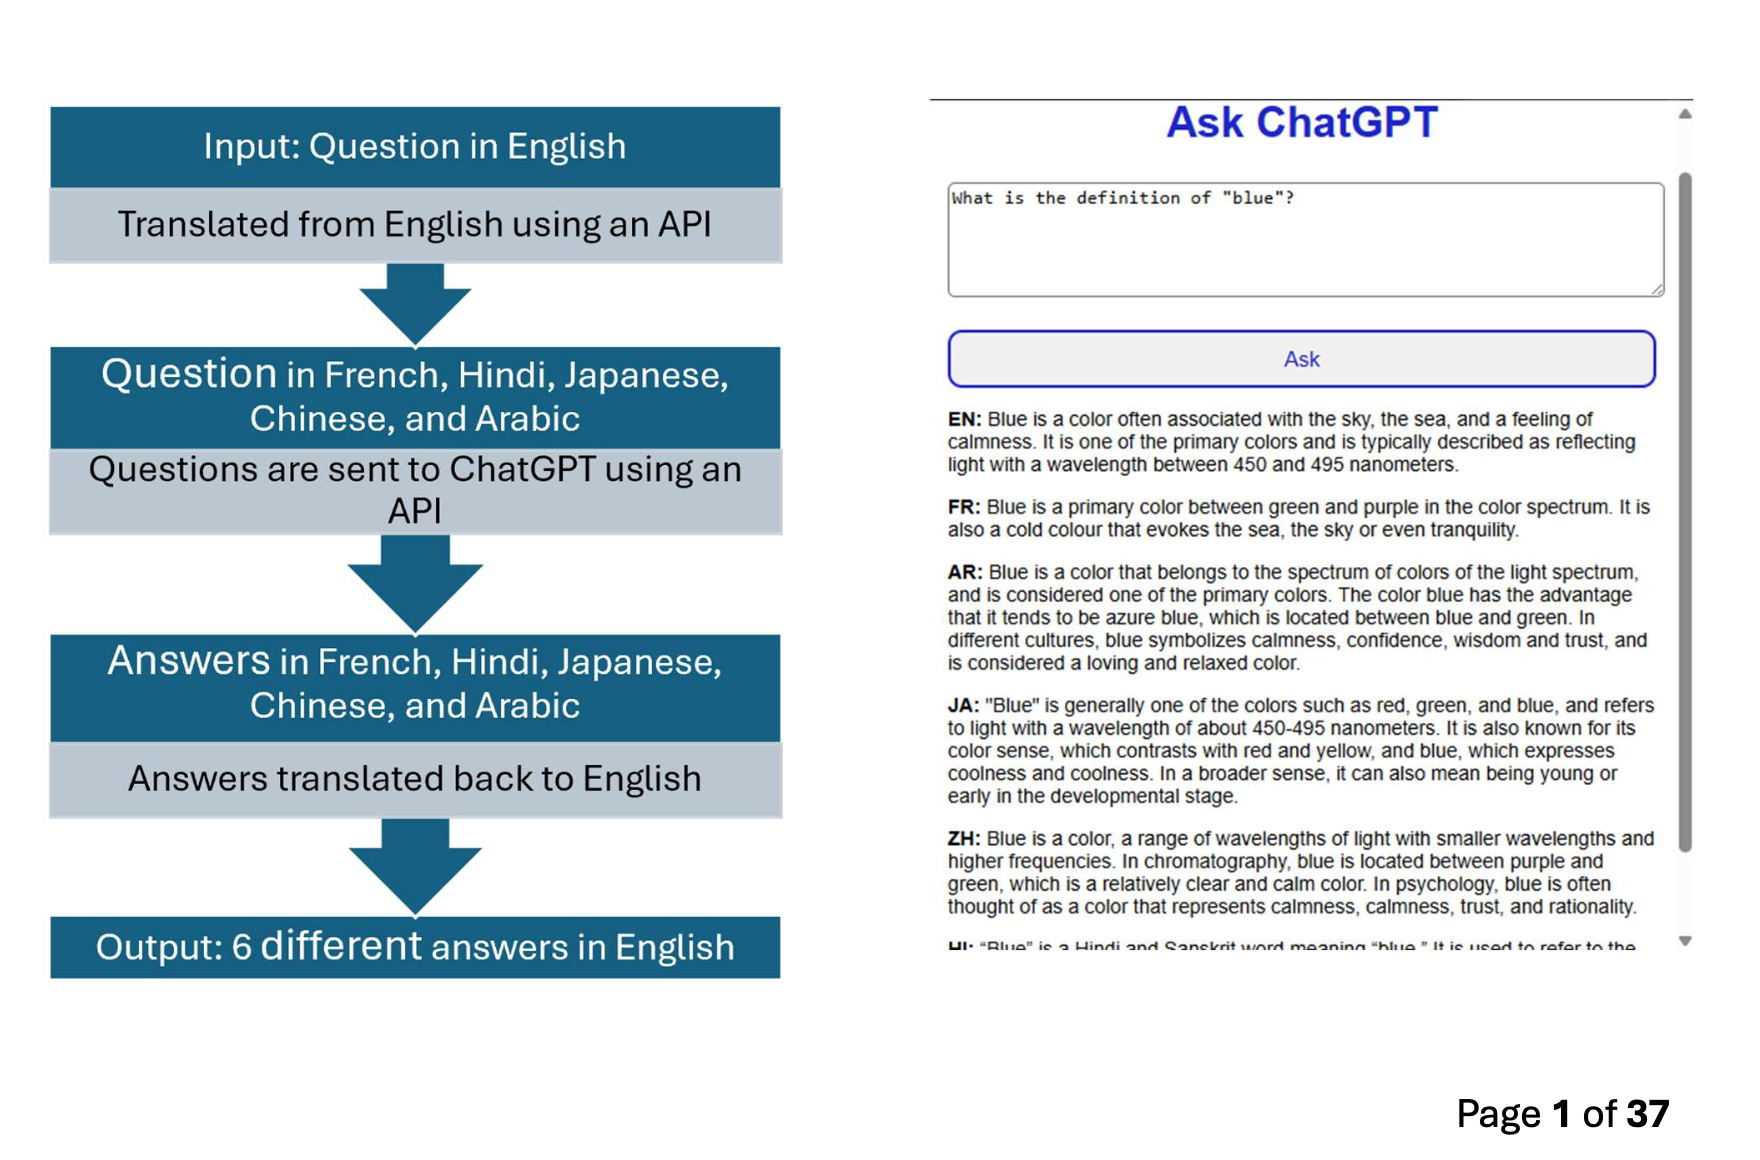 Input: Question in English
Translated from English using an API
Question in French, Hindi, Japanese,
Chinese, and Arabic
Questions are sent to ChatGPT using an
API
Answers in French, Hindi, Japanese,
Chinese, and Arabic
Answers translated back to English
Output: 6 different answers in English
Ask ChatGPT
What is the definition of "blue"?
Ask
EN: Blue is a color often associated with the sky, the sea, and a feeling of
calmness. It is one of the primary colors and is typically described as reflecting
light with a wavelength between 450 and 495 nanometers.
FR: Blue is a primary color between green and purple in the color spectrum. It is
also a cold colour that evokes the sea, the sky or even tranquility.
AR: Blue is a color that belongs to the spectrum of colors of the light spectrum,
and is considered one of the primary colors. The color blue has the advantage
that it tends to be azure blue, which is located between blue and green. In
different cultures, blue symbolizes calmness, confidence, wisdom and trust, and
is considered a loving and relaxed color.
JA: "Blue" is generally one of the colors such as red, green, and blue, and refers
to light with a wavelength of about 450-495 nanometers. It is also known for its
color sense, which contrasts with red and yellow, and blue, which expresses
coolness and coolness. In a broader sense, it can also mean being young or
early in the developmental stage.
ZH: Blue is a color, a range of wavelengths of light with smaller wavelengths and
higher frequencies. In chromatography, blue is located between purple and
green, which is a relatively clear and calm color. In psychology, blue is often
thought of as a color that represents calmness, calmness, trust, and rationality.
HI: “Blue” is a Hindi and Sanskrit word meaning “blue.” It is used to refer to the
Page 1 of 37